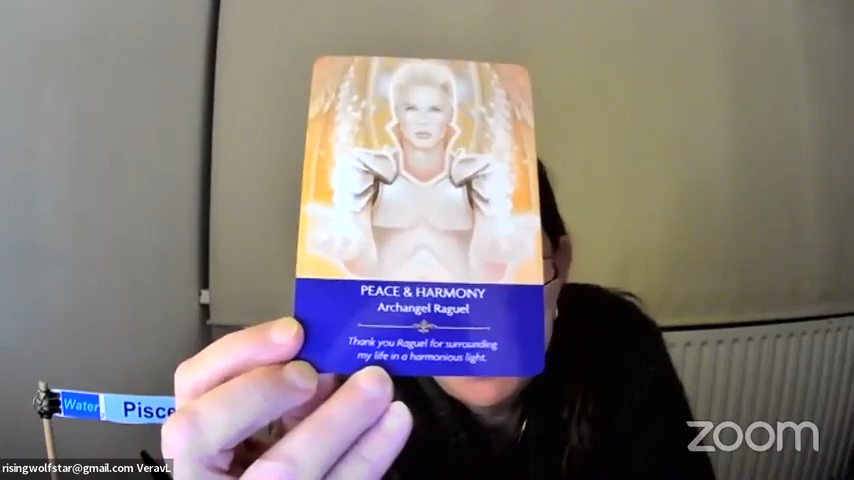 PEACE & HARMONY
Archangel Raguel
Thank you Raguel for surrounding
my life in a harmonious light.
Water
Pisce
risingwolfstar@gmail.com VeravL
zoom